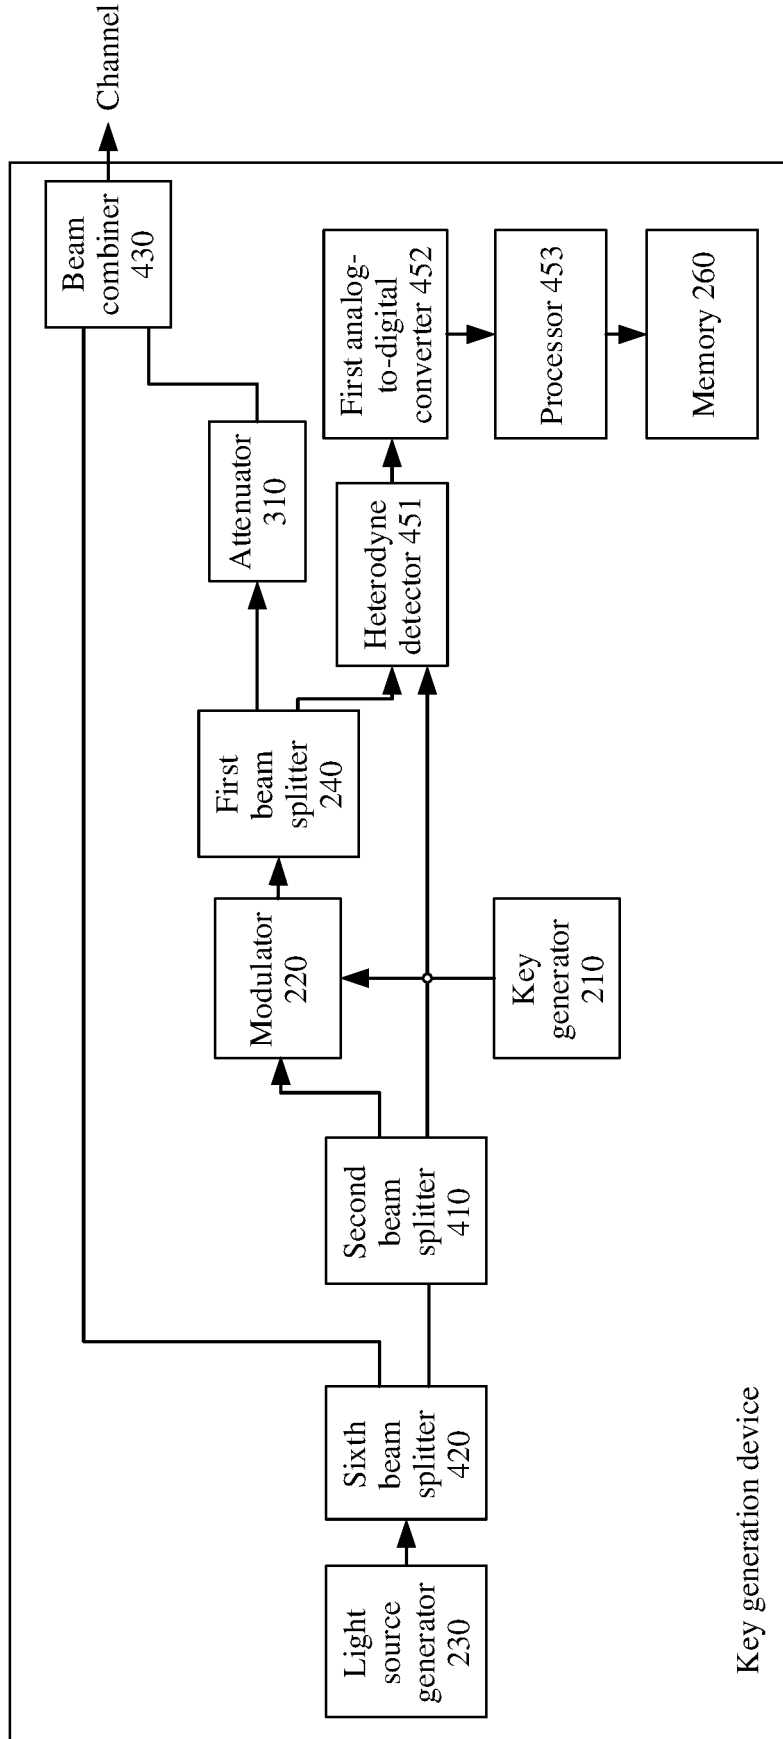 Light
source
generator
230
Sixth
beam
splitter
420
Second
beam
splitter
410
Modulator
220
Key
generator
210
First
beam
splitter
240
Attenuator
310
Heterodyne
detector 451
Beam
combiner
430
Channel
First analog-
to-digital
converter 452
Processor 453
Memory 260
Key generation device